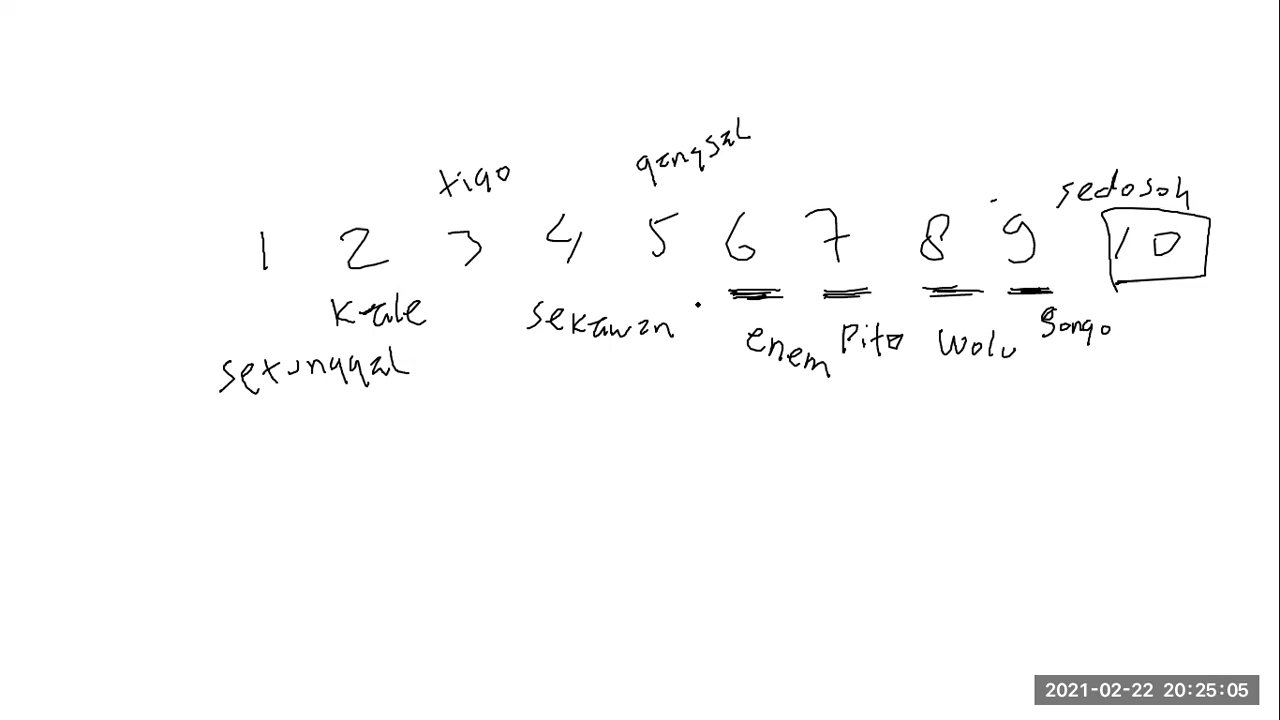 gangsal
tigo
sedosoh
1 2 3 4 5 6 7 8 9 10
kale sekawan enem pito wolu songo
setunggal
2021-02-22 20:25:05